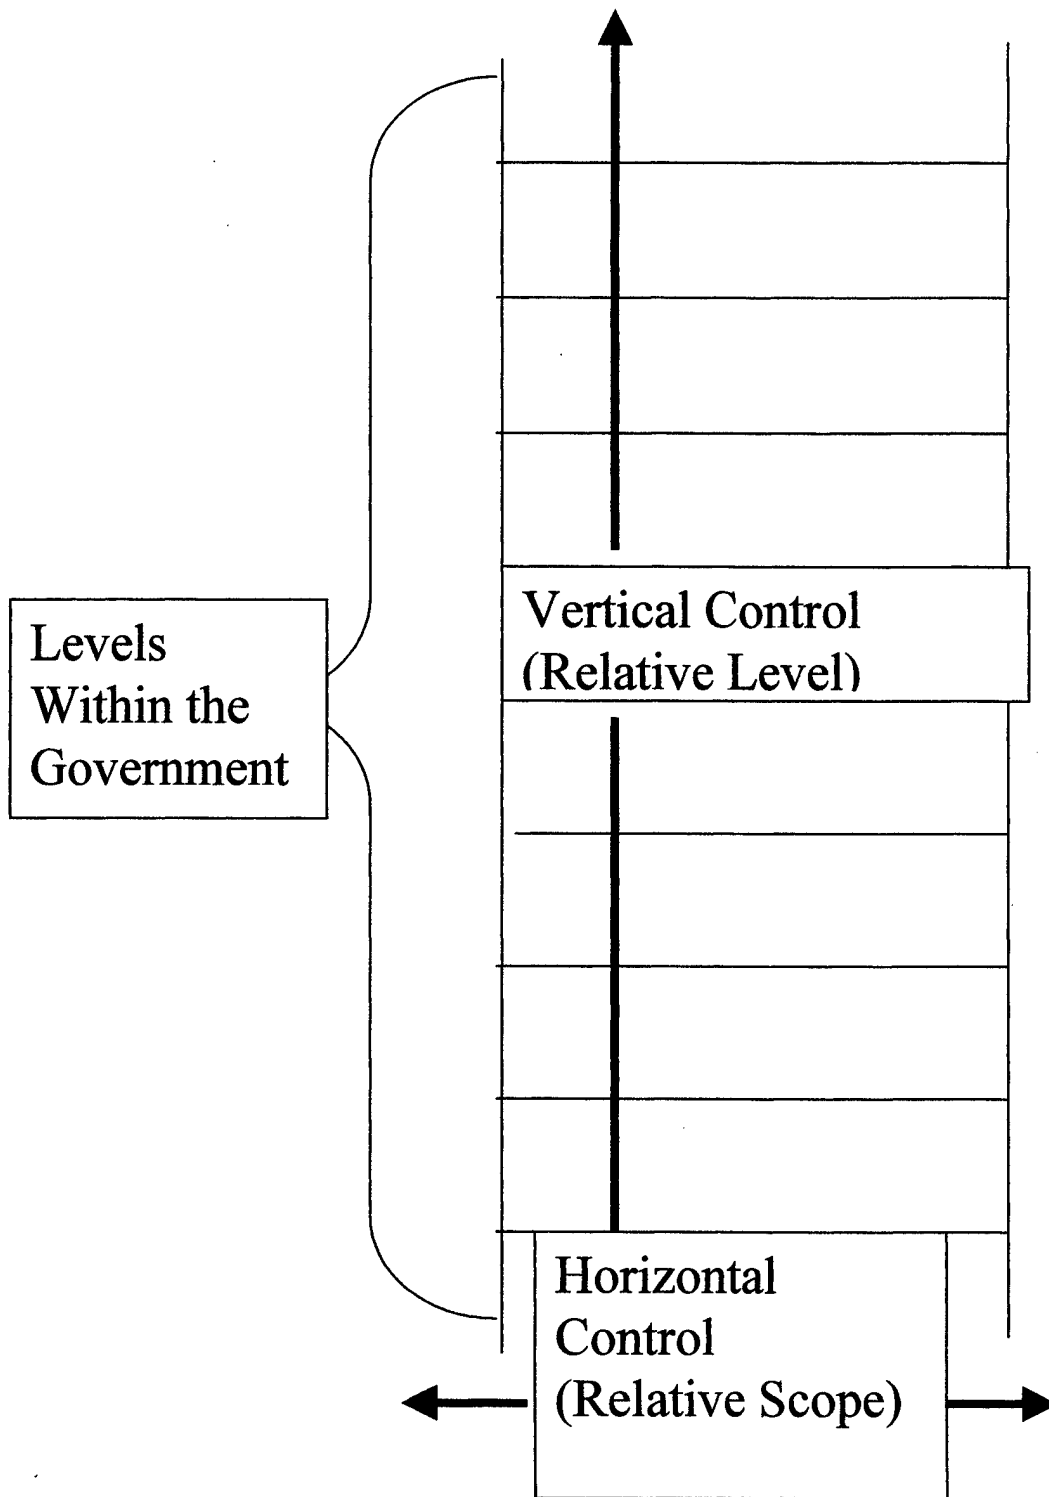 Vertical Control
(Relative Level)
Levels
Within the
Government
Horizontal
Control
(Relative Scope)